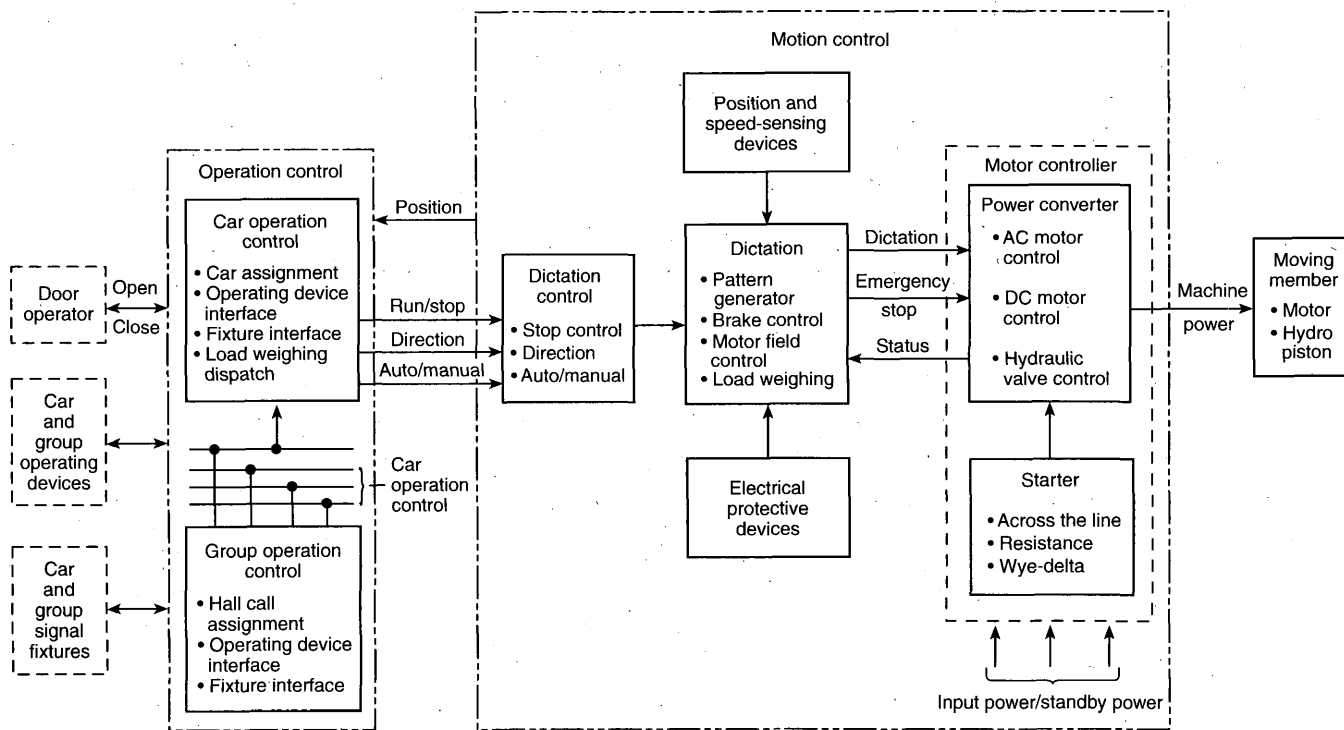 Motion control
Position and
speed-sensing
devices
Operation control
Motor controller
Position
Car operation
control
• Car assignment
• Operating device
interface
• Fixture interface
• Load weighing
dispatch
Door
operator
Open
Close
Run/stop
Direction
Auto/manual
Dictation
control
• Stop control
• Direction
• Auto/manual
Dictation
• Pattern
generator
• Brake control
• Motor field
control
• Load weighing
Dictation
Emergency
stop
Status
Power converter
• AC motor
control
• DC motor
control
• Hydraulic
valve control
Machine
power
Moving
member
• Motor
• Hydro
piston
Car
and
group
operating
devices
Car
operation
control
Electrical
protective
devices
Starter
• Across the line
• Resistance
• Wye-delta
Car
and
group
signal
fixtures
Group operation
control
• Hall call
assignment
• Operating device
interface
• Fixture interface
Input power/standby power